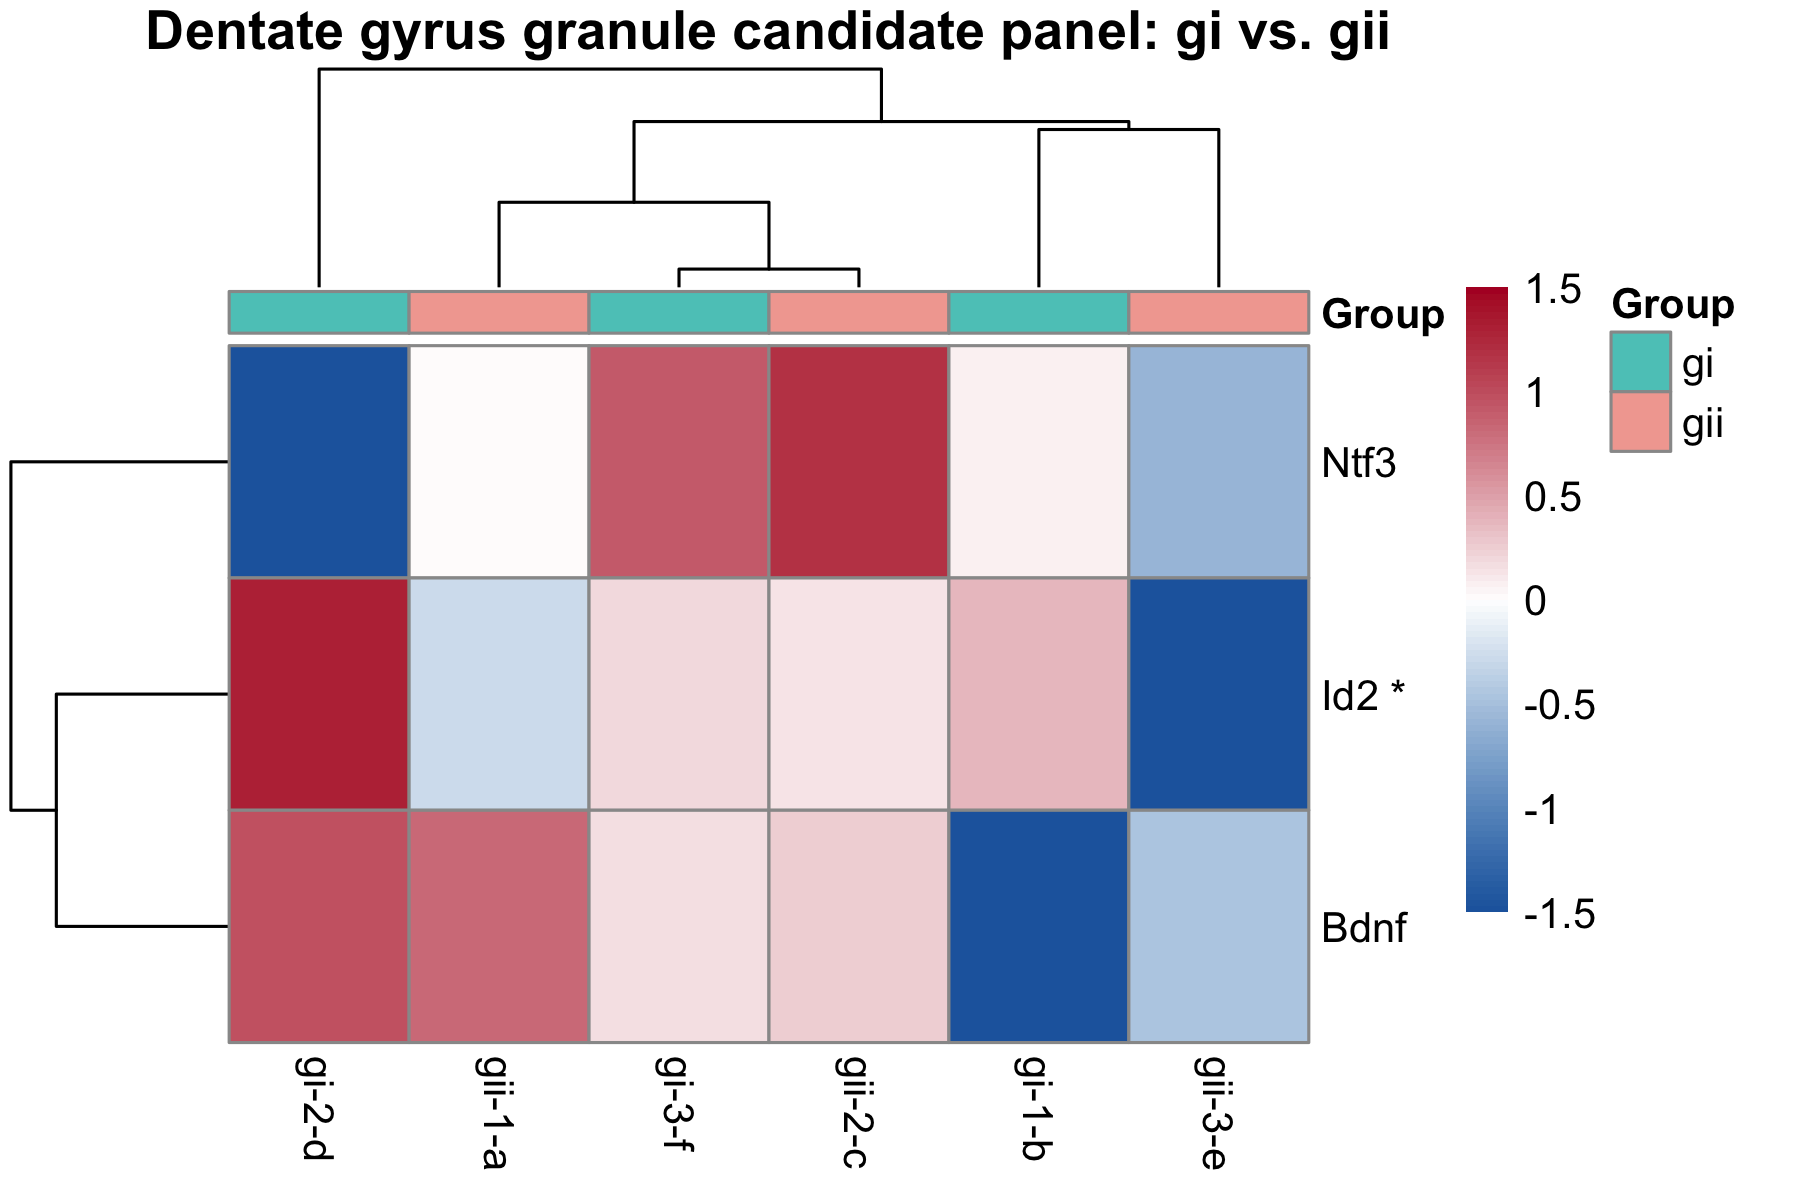 Dentate gyrus granule candidate panel: gi vs. gii
Group
Ntf3
Id2 *
Bdnf
gi-2-d
gii-1-a
gi-3-f
gii-2-c
gi-1-b
gii-3-e
1.5
1
0.5
0
-0.5
-1
-1.5
Group
gi
gii